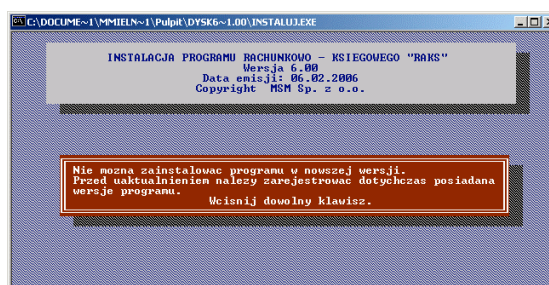 C:\DOCUME~1\MMIELN~1\Pulpit\DYSK6~1.00\INSTALUJ.EXE
INSTALACJA PROGRAMU RACHUNKOWO - KSIEGOWEGO "RAKS"
Wersja 6.00
Data emisji: 06.02.2006
Copyright MSM Sp. z o.o.
Nie mozna zainstalowac programu w nowszej wersji.
Przed uaktualnieniem nalezy zarejestrowac dotychczas posiadana
wersje programu.
Wcisnij dowolny klawisz.